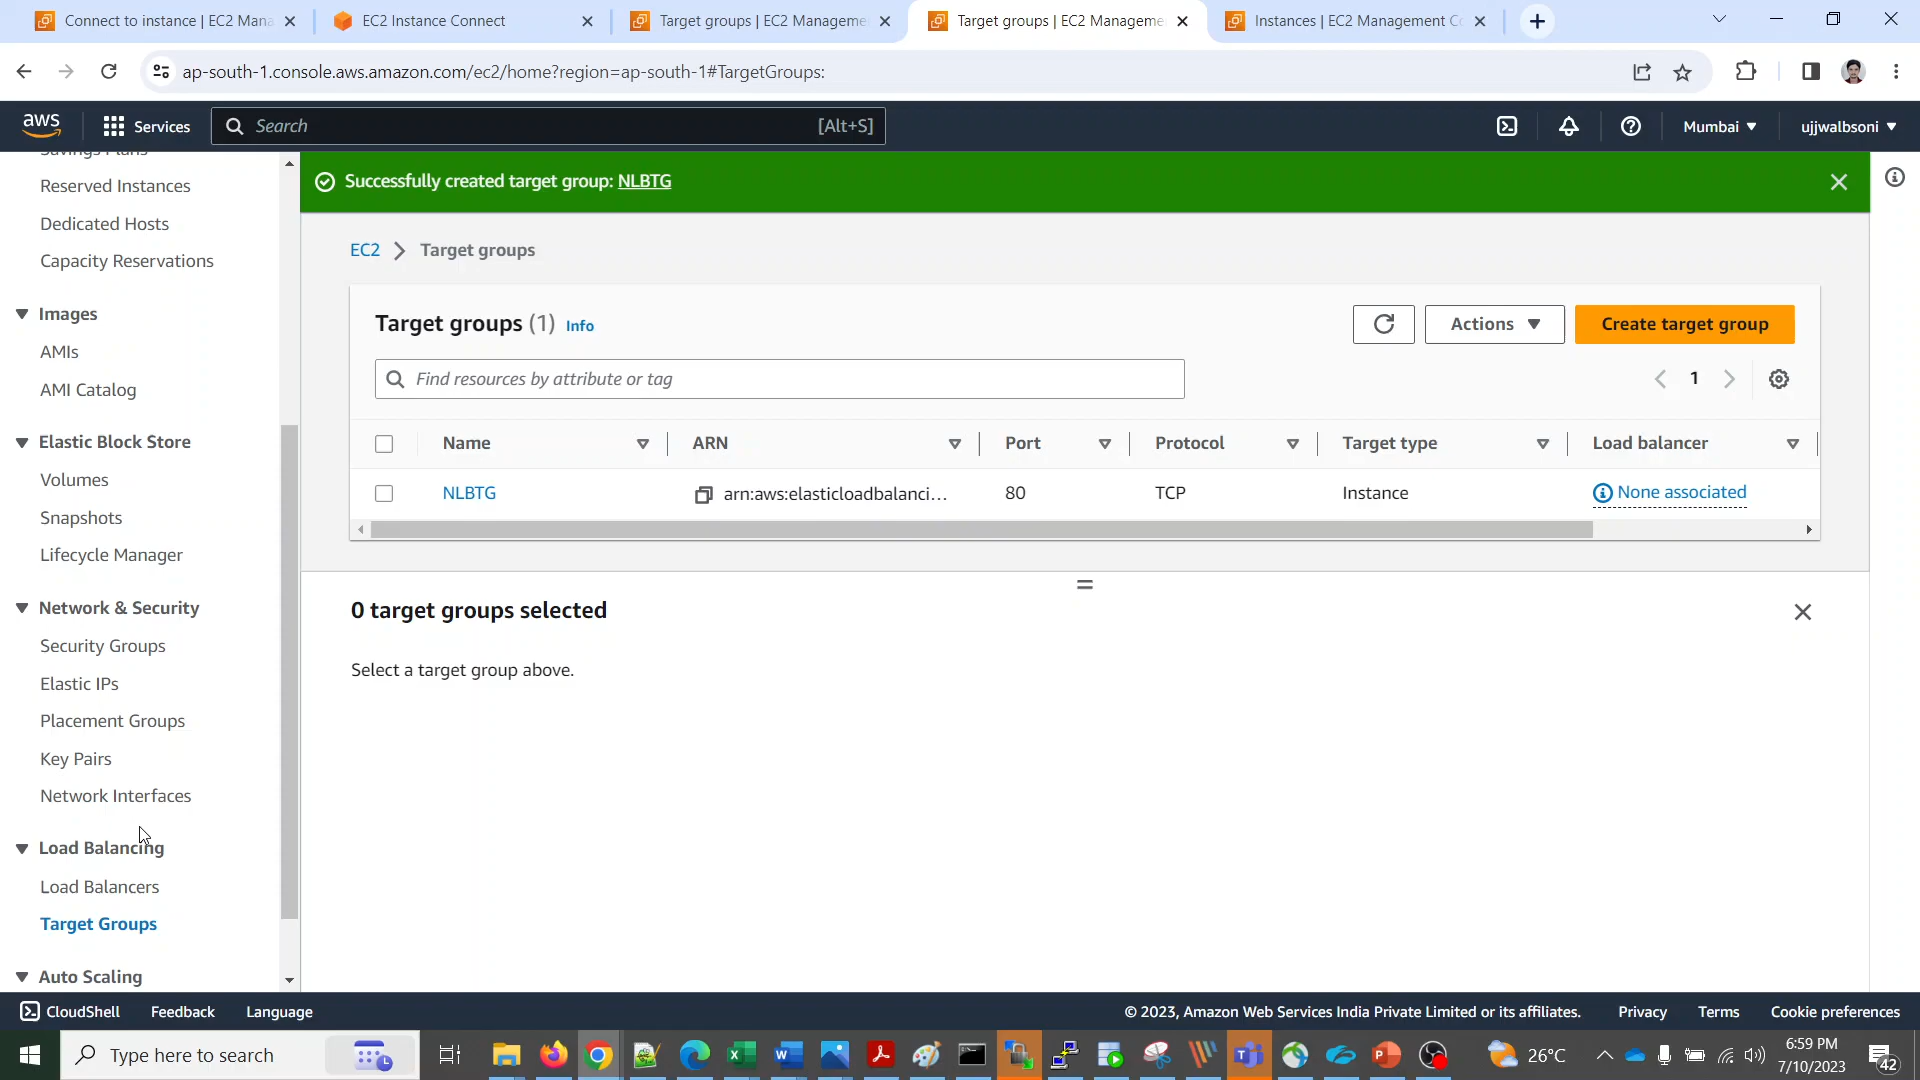 Connect to instance | EC2 Mana
EC2 Instance Connect
Target groups | EC2 Manageme
Target groups | EC2 Manageme
Instances | EC2 Management Co
ap-south-1.console.aws.amazon.com/ec2/home?region=ap-south-1#TargetGroups:
aws
Services
Search
[Alt+S]
Mumbai
ujjwalbsoni
Savings Plans
Reserved Instances
Dedicated Hosts
Capacity Reservations
Images
AMIs
AMI Catalog
Elastic Block Store
Volumes
Snapshots
Lifecycle Manager
Network & Security
Security Groups
Elastic IPs
Placement Groups
Key Pairs
Network Interfaces
Load Balancing
Load Balancers
Target Groups
Auto Scaling
Successfully created target group: NLBTG
EC2 > Target groups
Target groups (1) Info
Actions
Create target group
Find resources by attribute or tag
1
Name ARN Port Protocol Target type Load balancer
NLBTG arn:aws:elasticloadbalanci... 80 TCP Instance None associated
0 target groups selected
Select a target group above.
CloudShell Feedback Language
© 2023, Amazon Web Services India Private Limited or its affiliates. Privacy Terms Cookie preferences
Type here to search
26°C
6:59 PM
7/10/2023
42